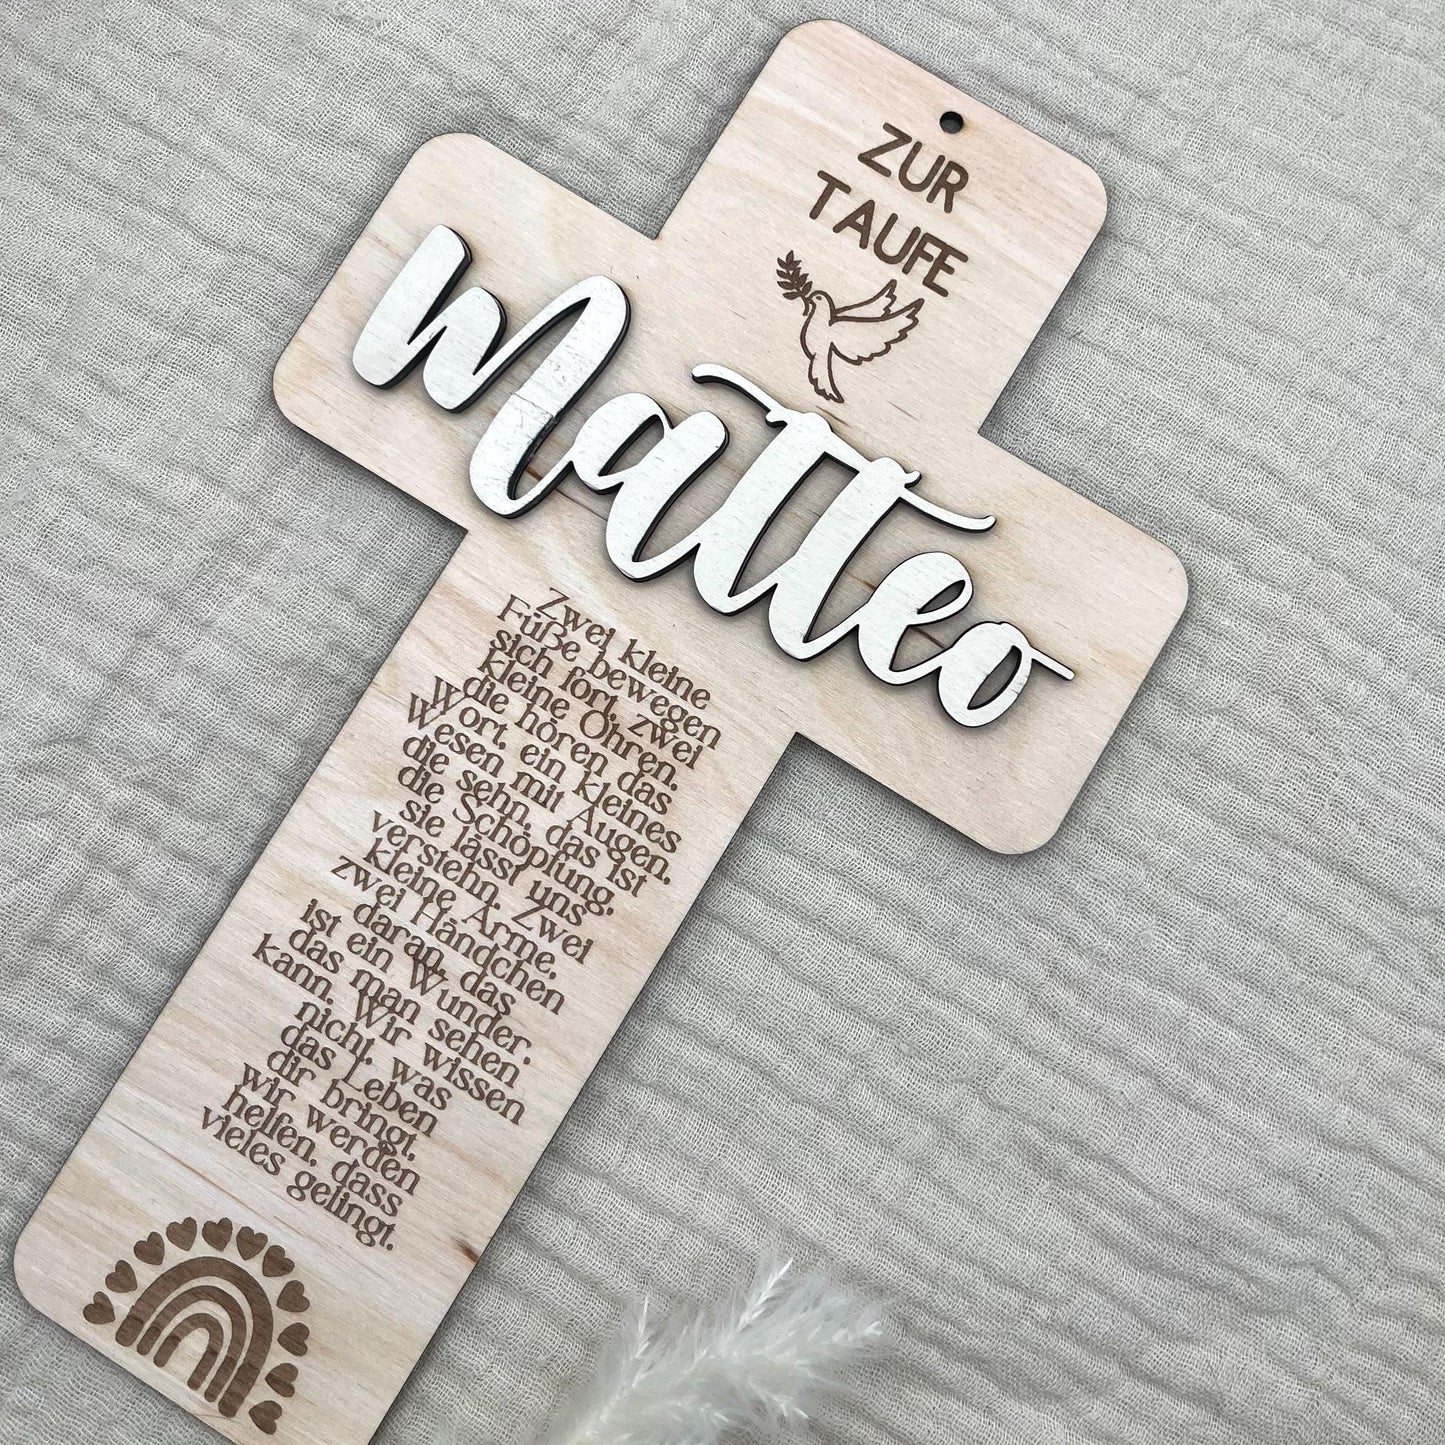 ZUR
TAUFE
Matteo
Zwei kleine
Füße bewegen
sich fort, zwei
kleine Ohren,
die hören das
Wort, ein kleines
Wesen mit Augen,
die sehn, das ist
die Schöpfung,
sie lässt uns
verstehn. Zwei
kleine Arme,
zwei Händchen
daran, das
ist ein Wunder,
das man sehen
kann. Wir wissen
nicht, was
das Leben
dir bringt,
wir werden
helfen, dass
vieles gelingt.